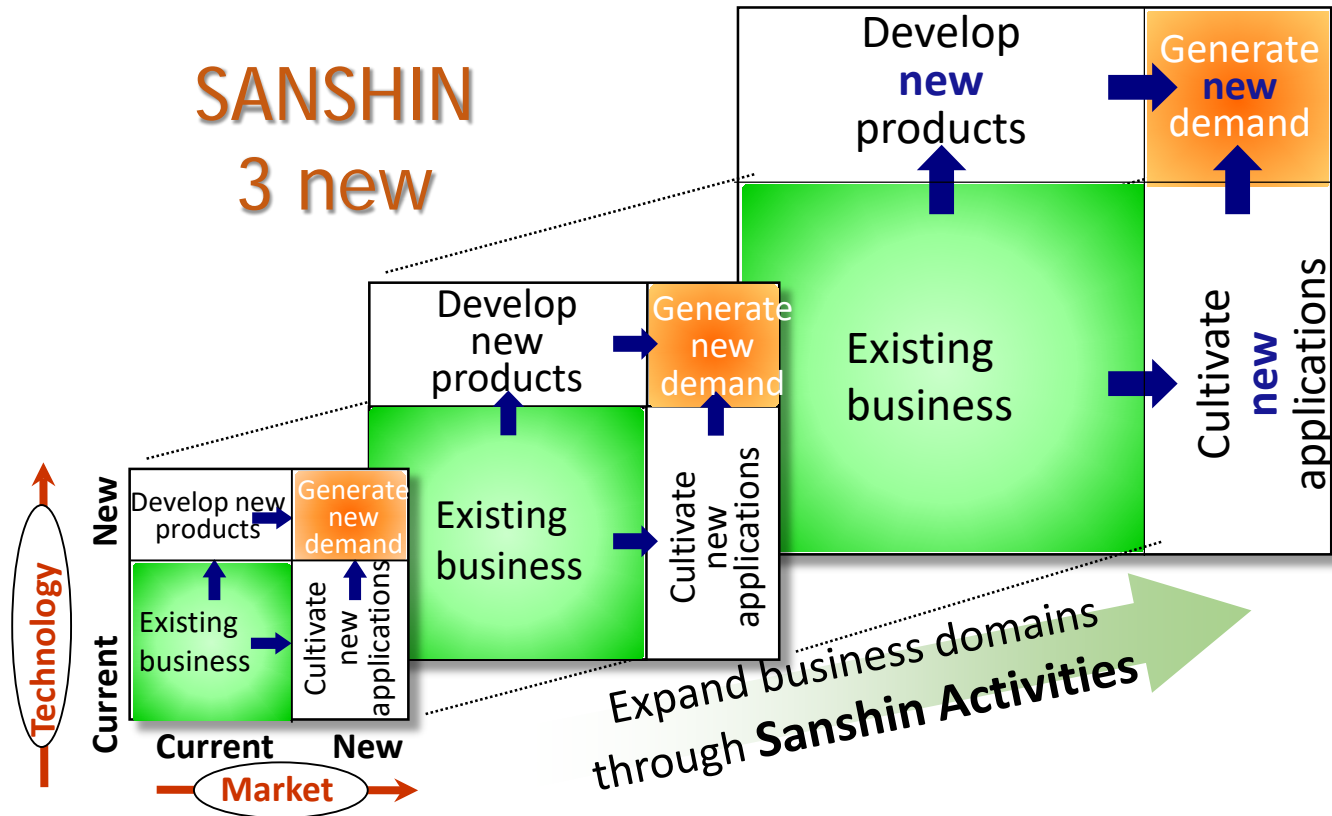 SANSHIN
3 new
Develop
new
products
Generate
new
demand
Existing
business
Cultivate
new
applications
Develop
new
products
Generate
new
demand
Existing
business
Cultivate
new
applications
Develop new
products
Generate
new
demand
Existing
business
Cultivate
new
applications
Technology
New
Current
Current New
Market
Expand business domains
through Sanshin Activities